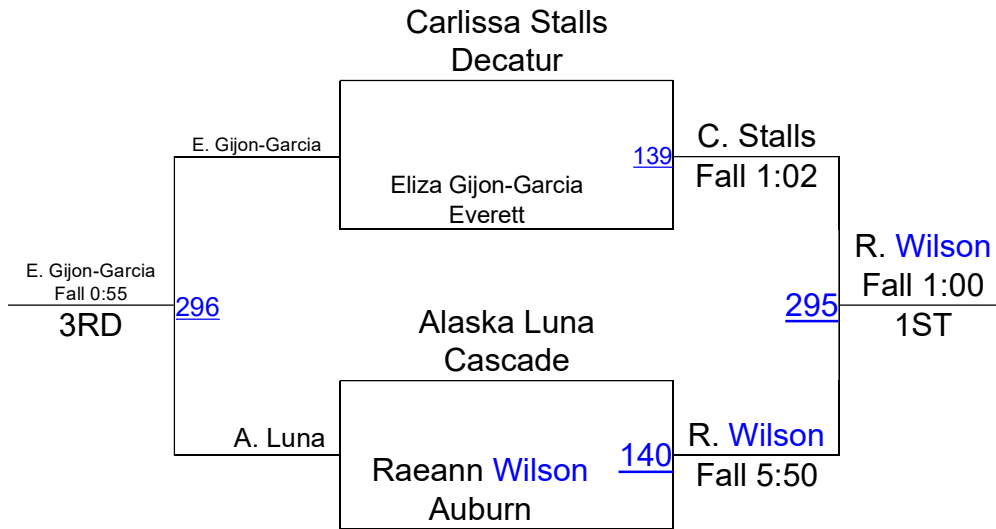 Carlissa Stalls
Decatur
E. Gijon-Garcia
139
C. Stalls
Fall 1:02
Eliza Gijon-Garcia
Everett
E. Gijon-Garcia
Fall 0:55
3RD
296
R. Wilson
Fall 1:00
1ST
295
Alaska Luna
Cascade
A. Luna
140
R. Wilson
Fall 5:50
Raeann Wilson
Auburn